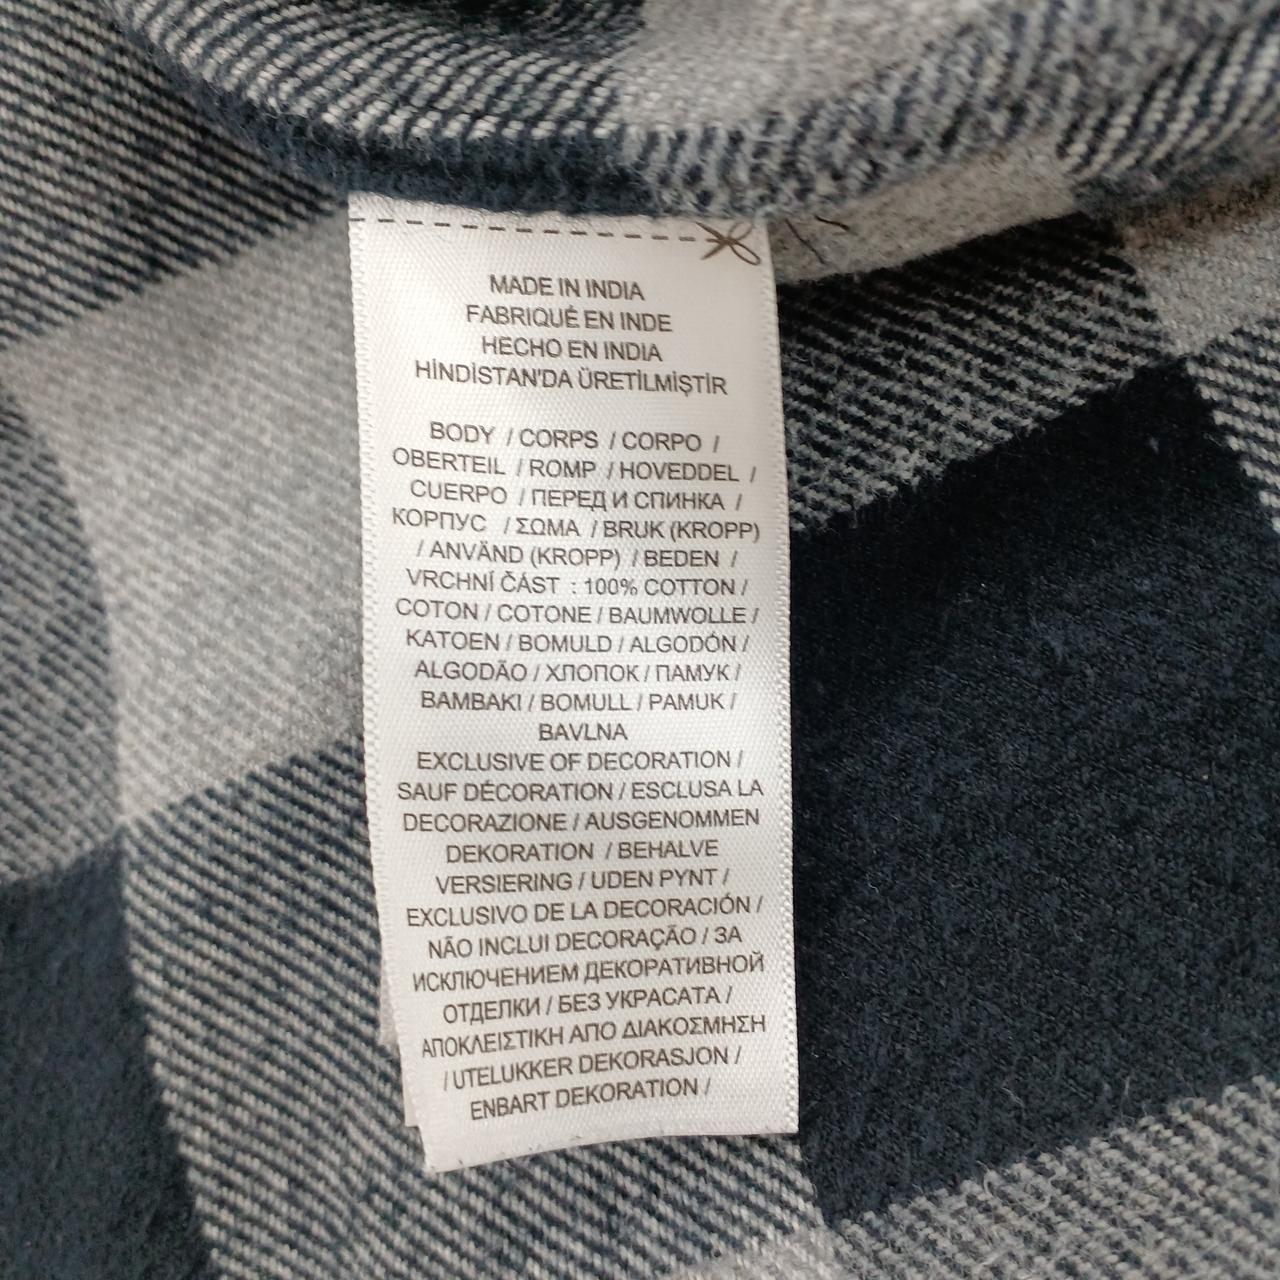 MADE IN INDIA
FABRIQUÉ EN INDE
HECHO EN INDIA
HİNDİSTAN'DA ÜRETİLMİŞTİR
BODY / CORPS / CORPO /
OBERTEIL / ROMP / HOVEDDEL /
CUERPO / ПЕРЕД И СПИНКА /
КОРПУС / ΣΩΜΑ / BRUK (KROPP)
/ ANVÄND (KROPP) / BEDEN /
VRCHNÍ ČÁST : 100% COTTON /
COTON / COTONE / BAUMWOLLE /
KATOEN / BOMULD / ALGODÓN /
ALGODÃO / ХЛОПОК / ПАМУК /
ΒΑΜΒΑΚΙ / BOMULL / PAMUK /
BAVLNA
EXCLUSIVE OF DECORATION /
SAUF DÉCORATION / ESCLUSA LA
DECORAZIONE / AUSGENOMMEN
DEKORATION / BEHALVE
VERSIERING / UDEN PYNT /
EXCLUSIVO DE LA DECORACIÓN /
NÃO INCLUI DECORAÇÃO / ЗА
ИСКЛЮЧЕНИЕМ ДЕКОРАТИВНОЙ
ОТДЕЛКИ / БЕЗ УКРАСАТА /
ΑΠΟΚΛΕΙΣΤΙΚΗ ΑΠΟ ΔΙΑΚΟΣΜΗΣΗ
/ UTELUKKER DEKORASJON /
ENBART DEKORATION /